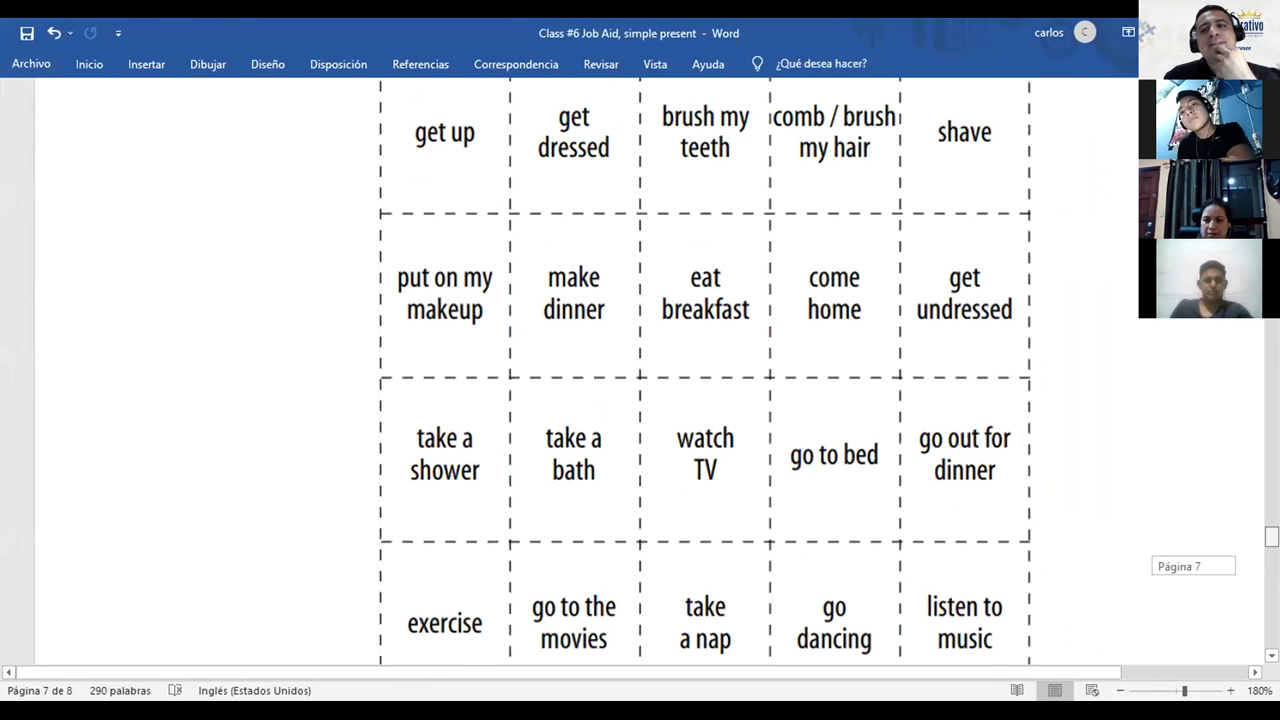 Class #6 Job Aid, simple present - Word
carlos
C
Archivo Inicio Insertar Dibujar Diseño Disposición Referencias Correspondencia Revisar Vista Ayuda ¿Qué desea hacer?
get up
get
dressed
brush my
teeth
comb / brush
my hair
shave
put on my
makeup
make
dinner
eat
breakfast
come
home
get
undressed
take a
shower
take a
bath
watch
TV
go to bed
go out for
dinner
exercise
go to the
movies
take
a nap
go
dancing
listen to
music
Página 7
Página 7 de 8 290 palabras Inglés (Estados Unidos) 180%